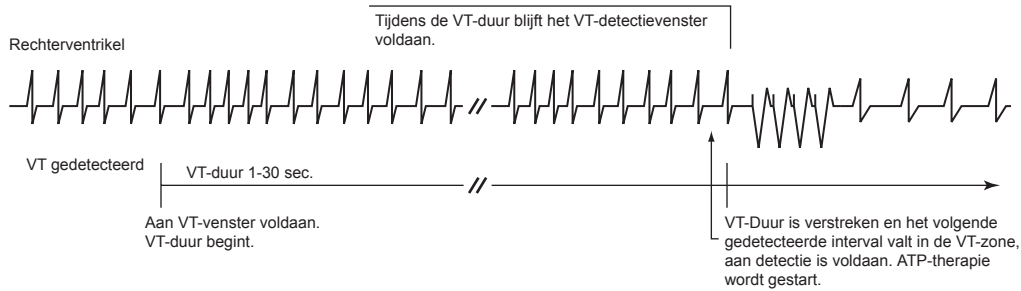 Tijdens de VT-duur blijft het VT-detectievenster
voldaan.
Rechterventrikel
VT gedetecteerd
VT-duur 1-30 sec.
Aan VT-venster voldaan.
VT-duur begint.
VT-Duur is verstreken en het volgende
gedetecteerde interval valt in de VT-zone,
aan detectie is voldaan. ATP-therapie
wordt gestart.